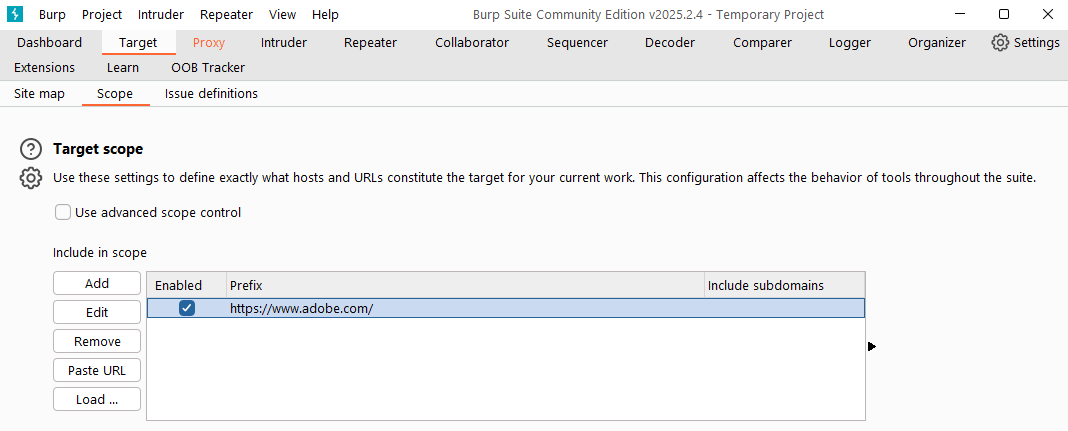 Burp Project Intruder Repeater View Help Burp Suite Community Edition v2025.2.4 - Temporary Project
Dashboard Target Proxy Intruder Repeater Collaborator Sequencer Decoder Comparer Logger Organizer Settings
Extensions Learn OOB Tracker
Site map Scope Issue definitions
? Target scope
Use these settings to define exactly what hosts and URLs constitute the target for your current work. This configuration affects the behavior of tools throughout the suite.
Use advanced scope control
Include in scope
Add Enabled Prefix Include subdomains
Edit https://www.adobe.com/
Remove
Paste URL
Load ...